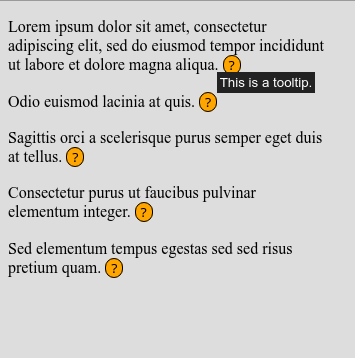 Lorem ipsum dolor sit amet, consectetur
adipiscing elit, sed do eiusmod tempor incididunt
ut labore et dolore magna aliqua. ?
This is a tooltip.
Odio euismod lacinia at quis. ?
Sagittis orci a scelerisque purus semper eget duis
at tellus. ?
Consectetur purus ut faucibus pulvinar
elementum integer. ?
Sed elementum tempus egestas sed sed risus
pretium quam. ?